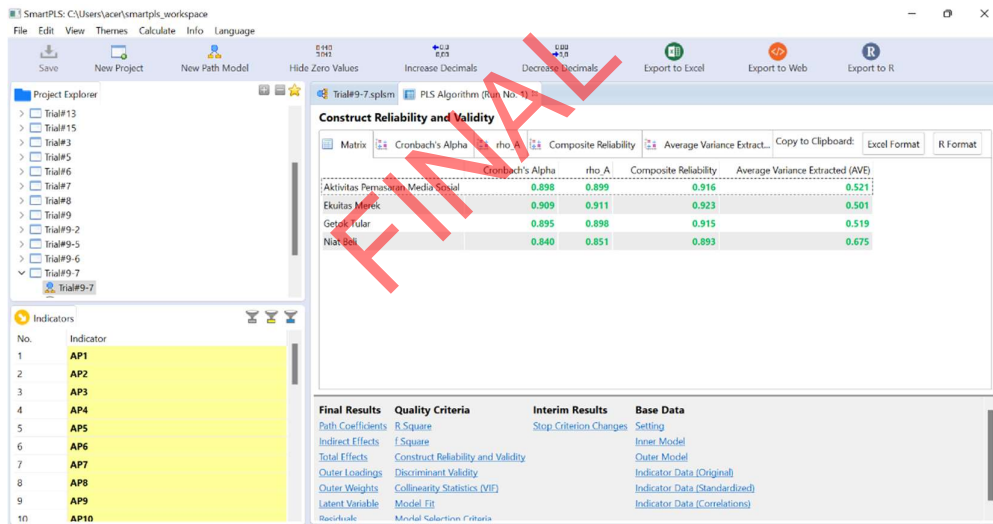 SmartPLS: C:\Users\acer\smartpls_workspace
File Edit View Themes Calculate Info Language
Save New Project New Path Model Hide Zero Values Increase Decimals Decrease Decimals Export to Excel Export to Web Export to R
Project Explorer
Trial#13
Trial#15
Trial#3
Trial#5
Trial#6
Trial#7
Trial#8
Trial#9
Trial#9-2
Trial#9-5
Trial#9-6
Trial#9-7
Trial#9-7
Indicators
No. Indicator
1 AP1
2 AP2
3 AP3
4 AP4
5 AP5
6 AP6
7 AP7
8 AP8
9 AP9
10 AP10
Trial#9-7.splsm PLS Algorithm (Run No. 1)
Construct Reliability and Validity
Matrix Cronbach's Alpha rho_A Composite Reliability Average Variance Extract... Copy to Clipboard: Excel Format R Format
Cronbach's Alpha rho_A Composite Reliability Average Variance Extracted (AVE)
Aktivitas Pemasaran Media Sosial 0.898 0.899 0.916 0.521
Ekuitas Merek 0.909 0.911 0.923 0.501
Getok Tular 0.895 0.898 0.915 0.519
Niat Beli 0.840 0.851 0.893 0.675
FINAL
Final Results Quality Criteria Interim Results Base Data
Path Coefficients R Square Stop Criterion Changes Setting
Indirect Effects f Square Inner Model
Total Effects Construct Reliability and Validity Outer Model
Outer Loadings Discriminant Validity Indicator Data (Original)
Outer Weights Collinearity Statistics (VIF) Indicator Data (Standardized)
Latent Variable Model_Fit Indicator Data (Correlations)
Residuals Model Selection Criteria